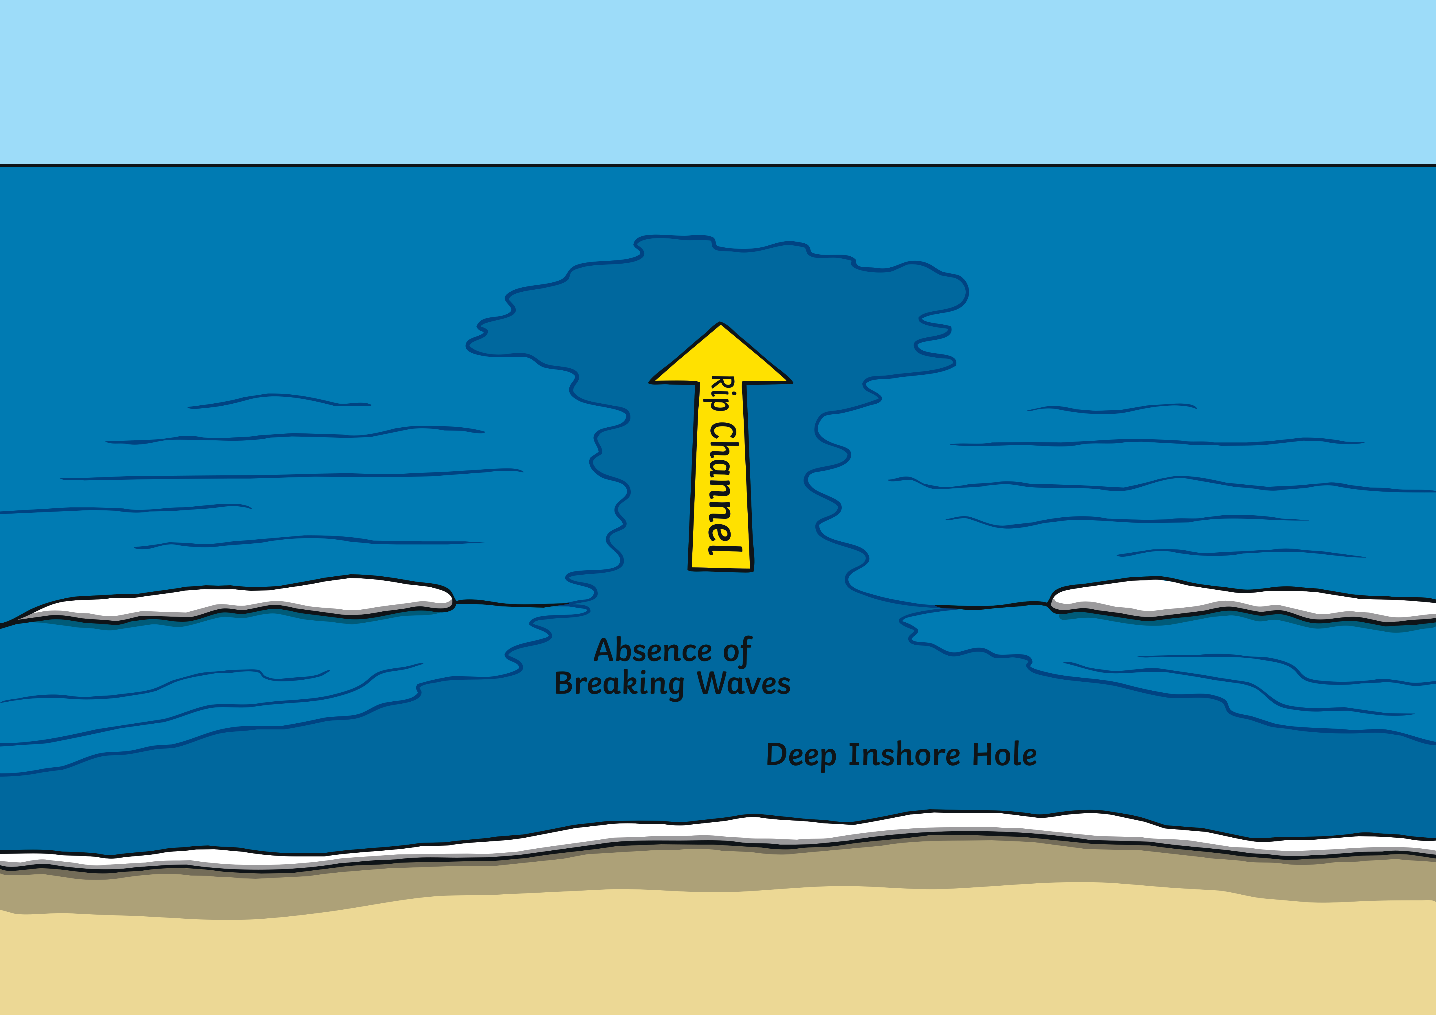 Rip Channel
Absence of
Breaking Waves
Deep Inshore Hole